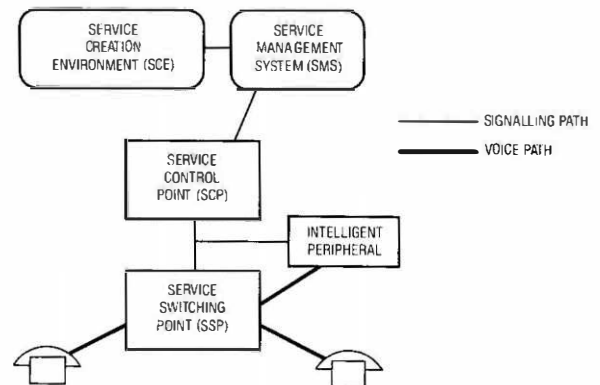 SERVICE
CREATION
ENVIRONMENT (SCE)
SERVICE
MANAGEMENT
SYSTEM (SMS)
SIGNALLING PATH
VOICE PATH
SERVICE
CONTROL
POINT (SCP)
INTELLIGENT
PERIPHERAL
SERVICE
SWITCHING
POINT (SSP)